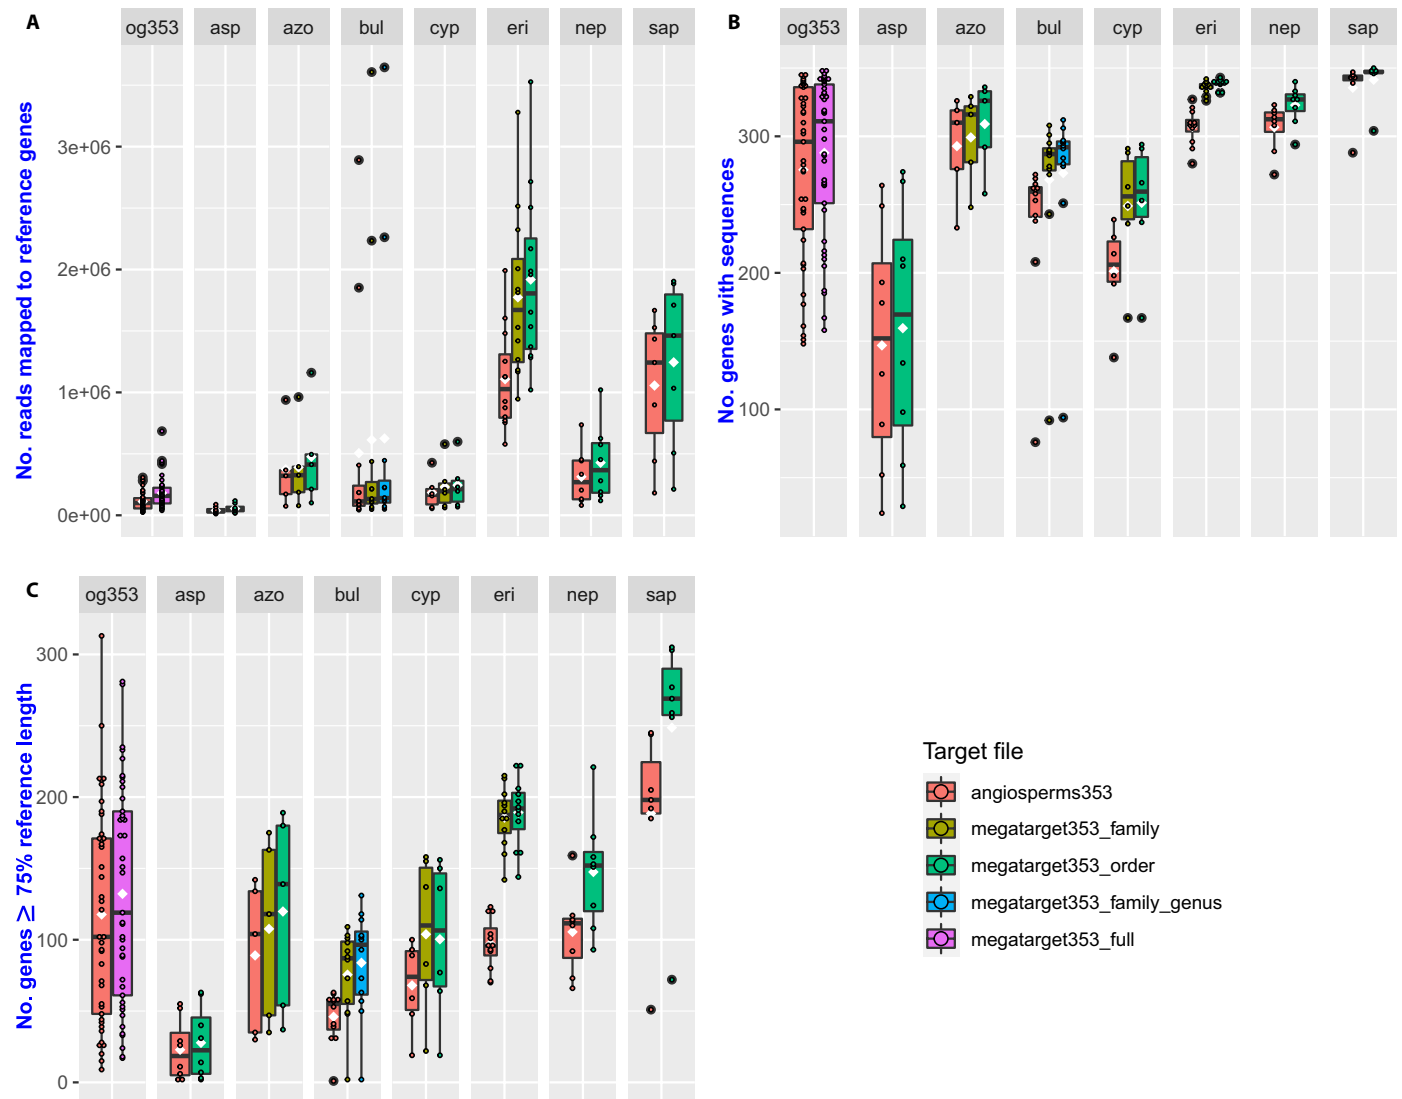 A
og353 asp azo bul cyp eri nep sap
No. reads mapped to reference genes
3e+06
2e+06
1e+06
0e+00
B
og353 asp azo bul cyp eri nep sap
No. genes with sequences
300
200
100
C
og353 asp azo bul cyp eri nep sap
No. genes ≥ 75% reference length
300
200
100
0
Target file
angiosperms353
megatarget353_family
megatarget353_order
megatarget353_family_genus
megatarget353_full